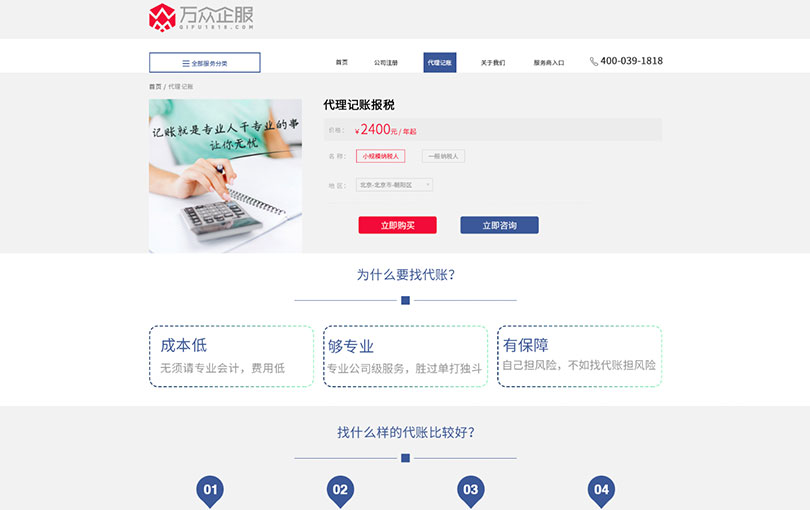 万众企服
QIFU1818.COM
全部服务分类
首页
公司注册
代理记账
关于我们
服务商入口
400-039-1818
首页 / 代理记账
记账就是专业人干专业的事
让你无忧
代理记账报税
价格：
¥2400元 / 年起
名 称：
小规模纳税人
一般纳税人
地 区：
北京-北京市-朝阳区
立即购买
立即咨询
为什么要找代账？
成本低
无须请专业会计，费用低
够专业
专业公司级服务，胜过单打独斗
有保障
自己担风险，不如找代账担风险
找什么样的代账比较好？
01
02
03
04